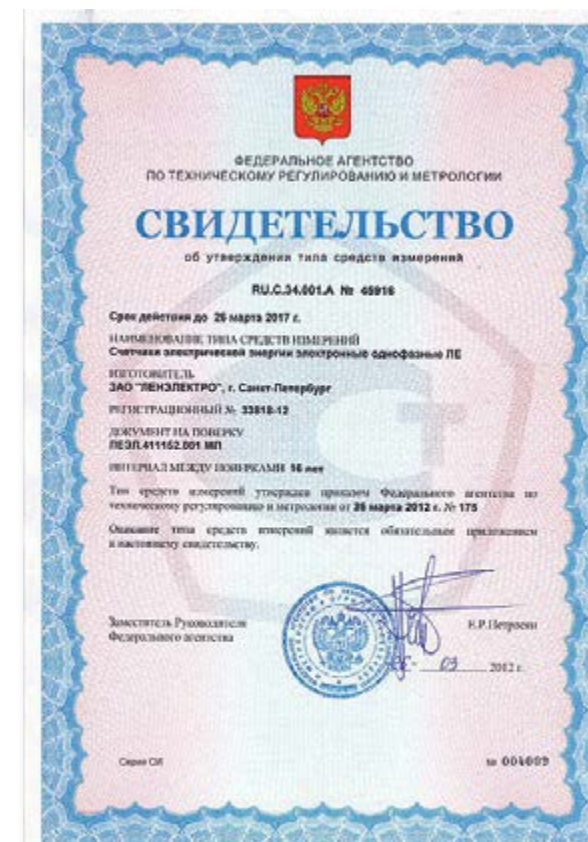 ФЕДЕРАЛЬНОЕ АГЕНТСТВО
ПО ТЕХНИЧЕСКОМУ РЕГУЛИРОВАНИЮ И МЕТРОЛОГИИ
СВИДЕТЕЛЬСТВО
об утверждении типа средств измерений
RU.C.34.001.A № 45916
Срок действия до 26 марта 2017 г.
НАИМЕНОВАНИЕ ТИПА СРЕДСТВ ИЗМЕРЕНИЙ
Счетчики электрической энергии электронные однофазные ЛЕ
ИЗГОТОВИТЕЛЬ
ЗАО "ЛЕНЭЛЕКТРО", г. Санкт-Петербург
РЕГИСТРАЦИОННЫЙ № 33818-12
ДОКУМЕНТ НА ПОВЕРКУ
ЛЕЭЛ.411152.001 МП
ИНТЕРВАЛ МЕЖДУ ПОВЕРКАМИ 16 лет
Тип средств измерений утвержден приказом Федерального агентства по
техническому регулированию и метрологии от 26 марта 2012 г. № 175
Описание типа средств измерений является обязательным приложением
к настоящему свидетельству.
Заместитель Руководителя
Федерального агентства
Е.Р.Петросян
03 2012 г.
Серия СИ
№ 004009